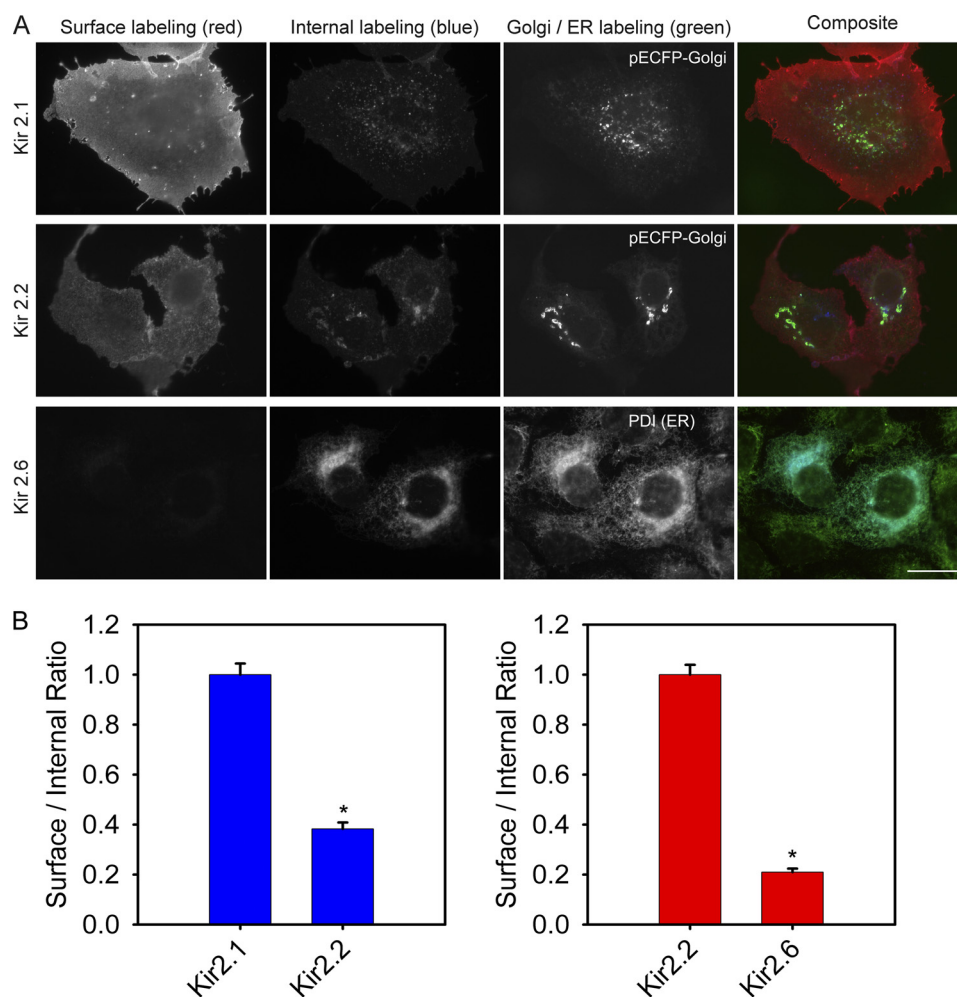 A
Surface labeling (red) Internal labeling (blue) Golgi / ER labeling (green) Composite
Kir 2.1
pECFP-Golgi
Kir 2.2
pECFP-Golgi
Kir 2.6
PDI (ER)
B
Surface / Internal Ratio
1.2
1.0
0.8
0.6
0.4
0.2
0.0
*
Kir2.1
Kir2.2
Surface / Internal Ratio
1.2
1.0
0.8
0.6
0.4
0.2
0.0
*
Kir2.2
Kir2.6